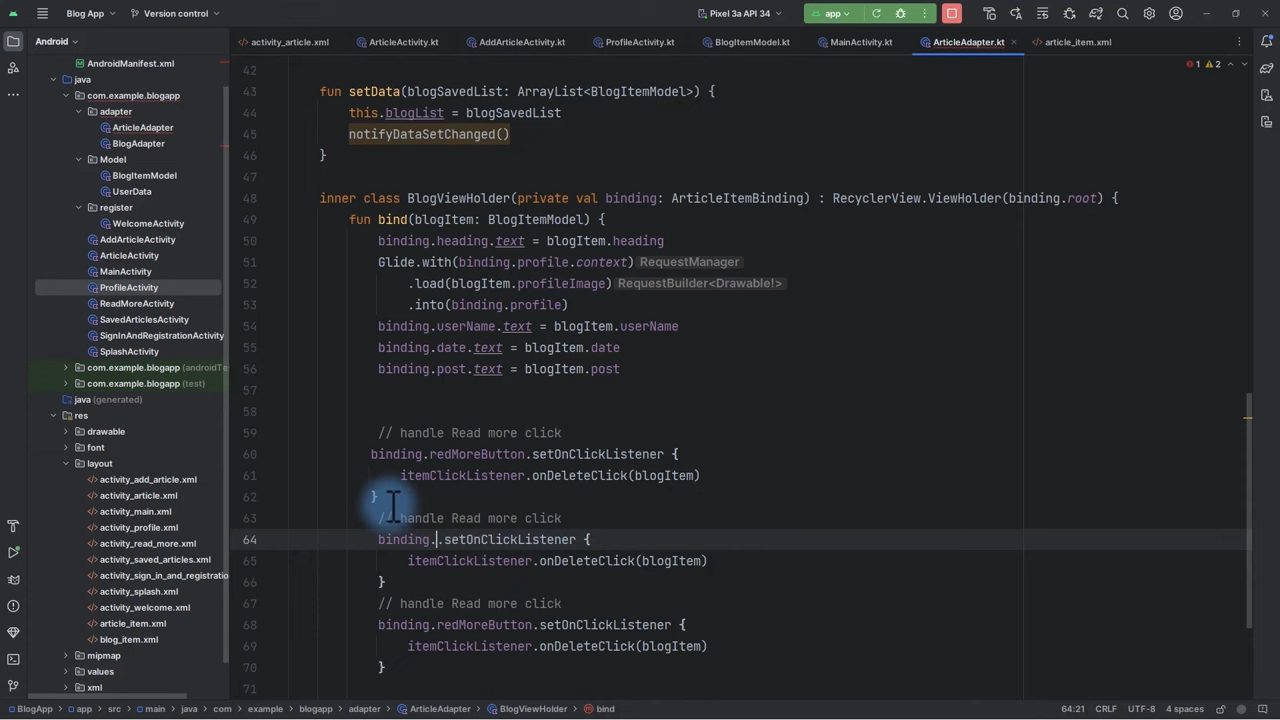 Blog App
Version control
Pixel 3a API 34
app
Android
activity_article.xml
ArticleActivity.kt
AddArticleActivity.kt
ProfileActivity.kt
BlogItemModel.kt
MainActivity.kt
ArticleAdapter.kt
article_item.xml
1
2
AndroidManifest.xml
java
com.example.blogapp
adapter
ArticleAdapter
BlogAdapter
Model
BlogItemModel
UserData
register
WelcomeActivity
AddArticleActivity
ArticleActivity
MainActivity
ProfileActivity
ReadMoreActivity
SavedArticlesActivity
SignInAndRegistrationActivity
SplashActivity
com.example.blogapp (androidTe
com.example.blogapp (test)
java (generated)
res
drawable
font
layout
activity_add_article.xml
activity_article.xml
activity_main.xml
activity_profile.xml
activity_read_more.xml
activity_saved_articles.xml
activity_sign_in_and_registratio
activity_splash.xml
activity_welcome.xml
article_item.xml
blog_item.xml
mipmap
values
xml
42
43 fun setData(blogSavedList: ArrayList<BlogItemModel>) {
44 this.blogList = blogSavedList
45 notifyDataSetChanged()
46 }
47
48 inner class BlogViewHolder(private val binding: ArticleItemBinding) : RecyclerView.ViewHolder(binding.root) {
49 fun bind(blogItem: BlogItemModel) {
50 binding.heading.text = blogItem.heading
51 Glide.with(binding.profile.context) RequestManager
52 .load(blogItem.profileImage) RequestBuilder<Drawable!>
53 .into(binding.profile)
54 binding.userName.text = blogItem.userName
55 binding.date.text = blogItem.date
56 binding.post.text = blogItem.post
57
58
59 // handle Read more click
60 binding.redMoreButton.setOnClickListener {
61 itemClickListener.onDeleteClick(blogItem)
62 }
63 // handle Read more click
64 binding..setOnClickListener {
65 itemClickListener.onDeleteClick(blogItem)
66 }
67 // handle Read more click
68 binding.redMoreButton.setOnClickListener {
69 itemClickListener.onDeleteClick(blogItem)
70 }
71
BlogApp
app
src
main
java
com
example
blogapp
adapter
ArticleAdapter
BlogViewHolder
bind
64:21
CRLF
UTF-8
4 spaces